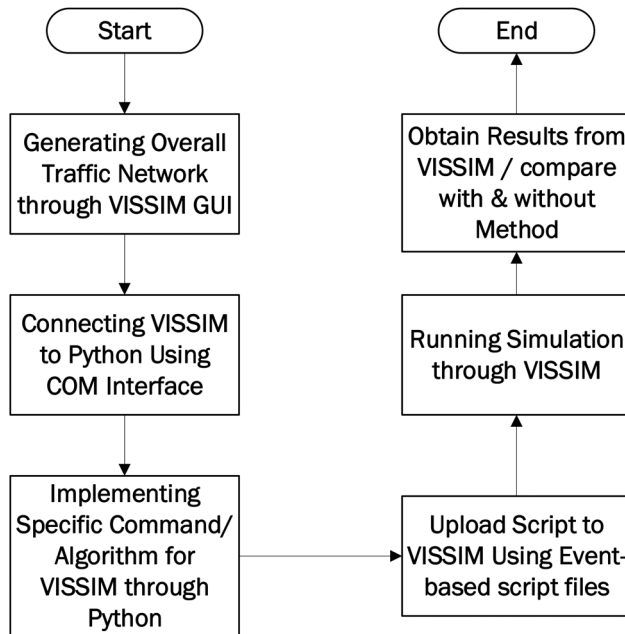 Start
Generating Overall
Traffic Network
through VISSIM GUI
Connecting VISSIM
to Python Using
COM Interface
Implementing
Specific Command/
Algorithm for
VISSIM through
Python
Upload Script to
VISSIM Using Event-
based script files
Running Simulation
through VISSIM
Obtain Results from
VISSIM / compare
with & without
Method
End